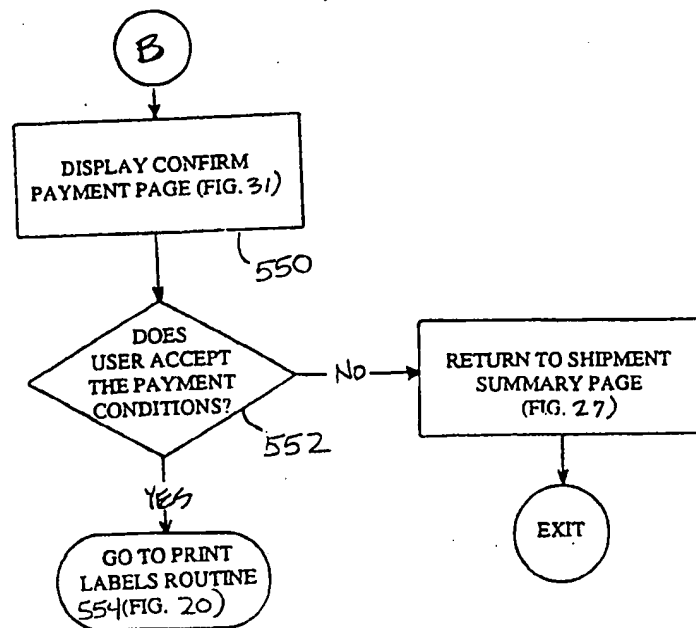 B
DISPLAY CONFIRM
PAYMENT PAGE (FIG. 31)
550
DOES
USER ACCEPT
THE PAYMENT
CONDITIONS?
552
NO
RETURN TO SHIPMENT
SUMMARY PAGE
(FIG. 27)
EXIT
YES
GO TO PRINT
LABELS ROUTINE
554 (FIG. 20)